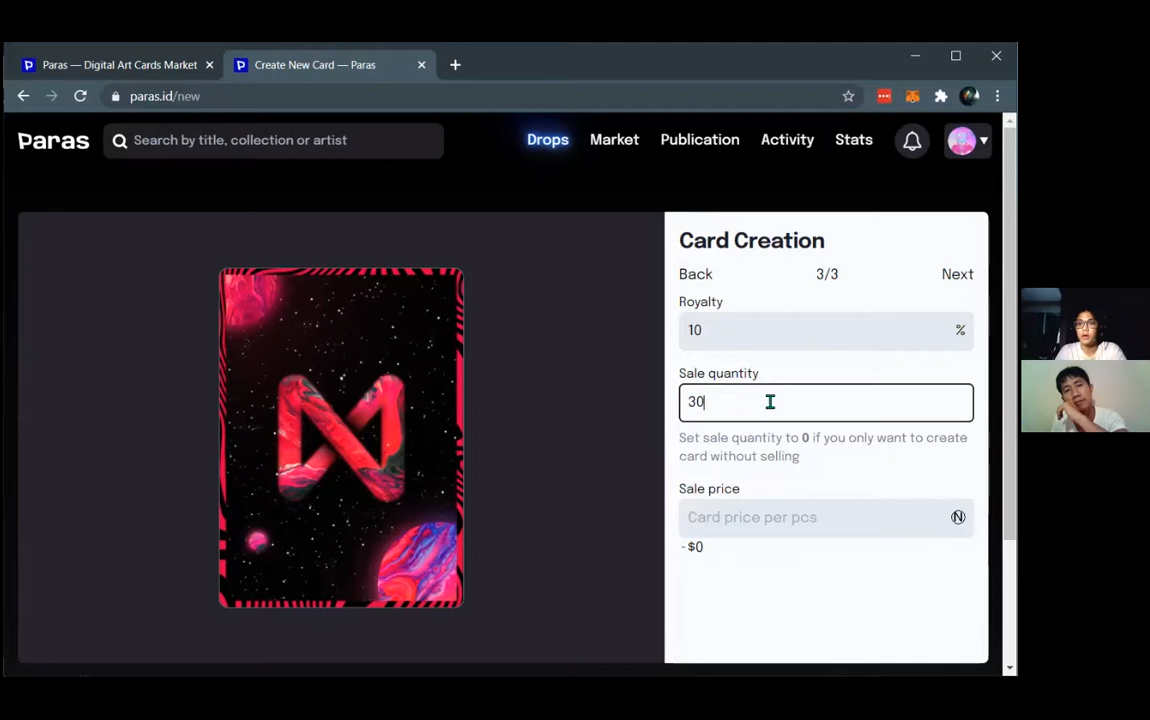 Paras — Digital Art Cards Market
Create New Card — Paras
paras.id/new
Paras
Search by title, collection or artist
Drops
Market
Publication
Activity
Stats
Card Creation
Back
3/3
Next
Royalty
10
%
Sale quantity
30
Set sale quantity to 0 if you only want to create
card without selling
Sale price
Card price per pcs
~$0